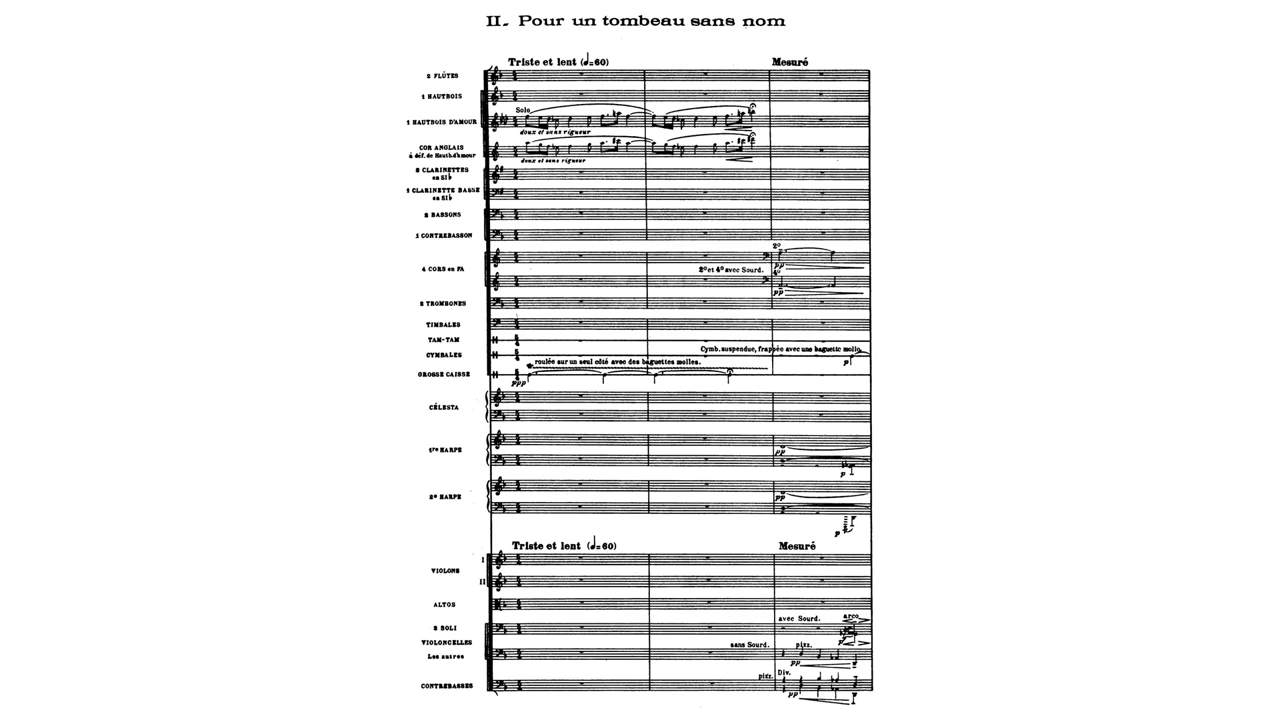 II. Pour un tombeau sans nom
Triste et lent (♩=60) Mesuré
2 FLÛTES
1 HAUTBOIS
Solo
1 HAUTBOIS D'AMOUR
doux et sans rigueur
COR ANGLAIS
à déf. de Hautb. d'Amour
doux et sans rigueur
2 CLARINETTES
en SI♭
1 CLARINETTE BASSE
en SI♭
2 BASSONS
1 CONTREBASSON
2º
pp
4 CORS en FA
2º et 4º avec Sourd.
4º
pp
2 TROMBONES
TIMBALES
TAM-TAM
Cymb. suspendue, frappée avec une baguette molle.
CYMBALES
p
roulée sur un seul côté avec des baguettes molles.
GROSSE CAISSE
ppp
CÉLESTA
1re HARPE
pp
p
2e HARPE
pp
p
Triste et lent (♩=60) Mesuré
I
VIOLONS
II
ALTOS
avec Sourd. arco
2 SOLI
p
VIOLONCELLES
sans Sourd. pizz.
Les autres
pp
pizz. Div.
CONTREBASSES
pp